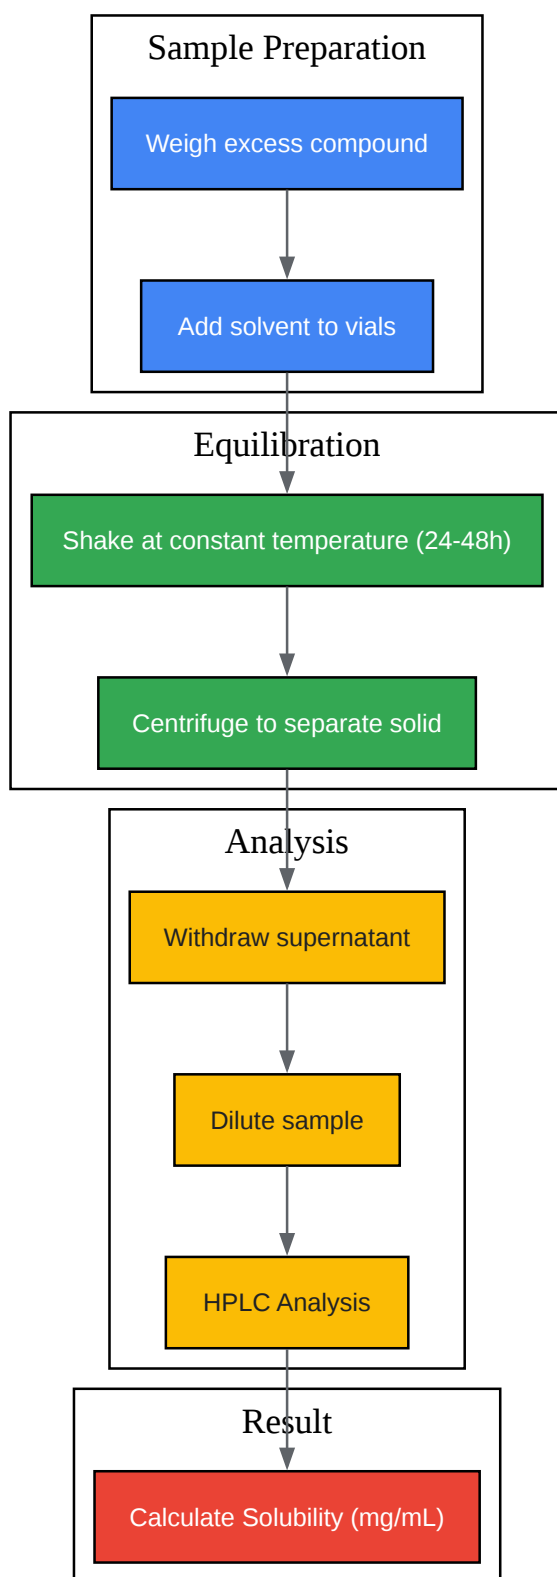 Sample Preparation
Weigh excess compound
Add solvent to vials
Equilibration
Shake at constant temperature (24-48h)
Centrifuge to separate solid
Analysis
Withdraw supernatant
Dilute sample
HPLC Analysis
Result
Calculate Solubility (mg/mL)